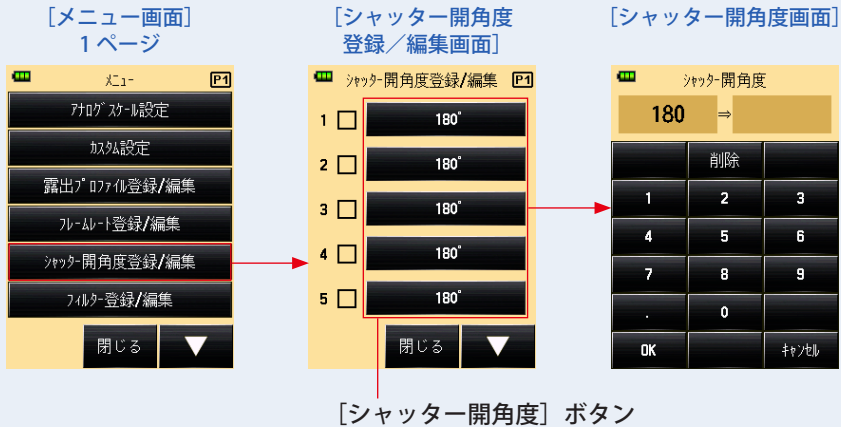 ［メニュー画面］
1 ページ
ﾒﾆｭｰ
P1
ｱﾅﾛｸﾞｽｹｰﾙ設定
ｶｽﾀﾑ設定
露出ﾌﾟﾛﾌｧｲﾙ登録/編集
ﾌﾚｰﾑﾚｰﾄ登録/編集
ｼｬｯﾀｰ開角度登録/編集
ﾌｨﾙﾀｰ登録/編集
閉じる
［シャッター開角度
登録／編集画面］
ｼｬｯﾀｰ開角度登録/編集
P1
1 180°
2 180°
3 180°
4 180°
5 180°
閉じる
［シャッター開角度］ボタン
［シャッター開角度画面］
ｼｬｯﾀｰ開角度
180 ⇒
削除
1 2 3
4 5 6
7 8 9
. 0
OK ｷｬﾝｾﾙ